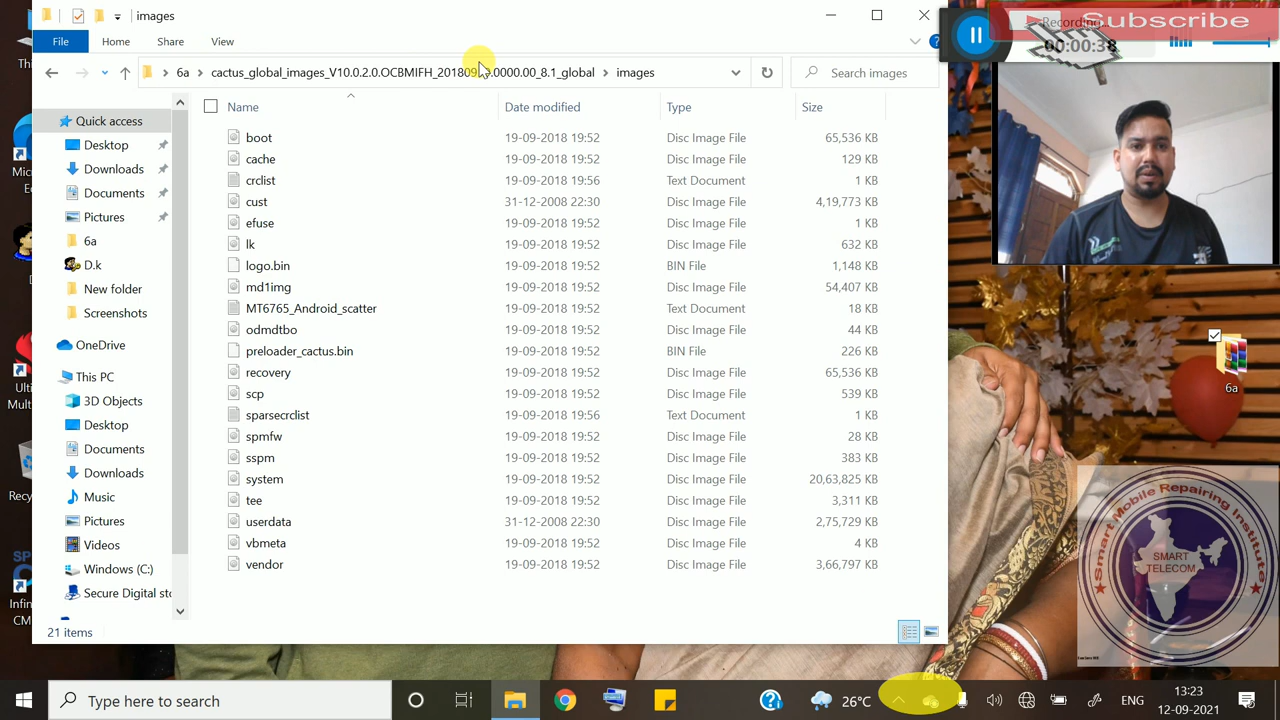 images
File
Home
Share
View
6a
cactus_global_images_V10.0.2.0.OCBMIFH_201809
.0000.00_8.1_global
images
Search images
Name
Date modified
Type
Size
boot 19-09-2018 19:52 Disc Image File 65,536 KB
cache 19-09-2018 19:52 Disc Image File 129 KB
crclist 19-09-2018 19:56 Text Document 1 KB
cust 31-12-2008 22:30 Disc Image File 4,19,773 KB
efuse 19-09-2018 19:52 Disc Image File 1 KB
lk 19-09-2018 19:52 Disc Image File 632 KB
logo.bin 19-09-2018 19:52 BIN File 1,148 KB
md1img 19-09-2018 19:52 Disc Image File 54,407 KB
MT6765_Android_scatter 19-09-2018 19:52 Text Document 18 KB
odmdtbo 19-09-2018 19:52 Disc Image File 44 KB
preloader_cactus.bin 19-09-2018 19:52 BIN File 226 KB
recovery 19-09-2018 19:52 Disc Image File 65,536 KB
scp 19-09-2018 19:52 Disc Image File 539 KB
sparsecrclist 19-09-2018 19:56 Text Document 1 KB
spmfw 19-09-2018 19:52 Disc Image File 28 KB
sspm 19-09-2018 19:52 Disc Image File 383 KB
system 19-09-2018 19:52 Disc Image File 20,63,825 KB
tee 19-09-2018 19:52 Disc Image File 3,311 KB
userdata 31-12-2008 22:30 Disc Image File 2,75,729 KB
vbmeta 19-09-2018 19:52 Disc Image File 4 KB
vendor 19-09-2018 19:52 Disc Image File 3,66,797 KB
Quick access
Desktop
Downloads
Documents
Pictures
6a
D.k
New folder
Screenshots
OneDrive
This PC
3D Objects
Desktop
Documents
Downloads
Music
Pictures
Videos
Windows (C:)
Secure Digital sto
21 items
Recording...
Subscribe
00:00:38
6a
Smart Mobile Repairing Institute
SMART
TELECOM
Type here to search
26°C
ENG
13:23
12-09-2021